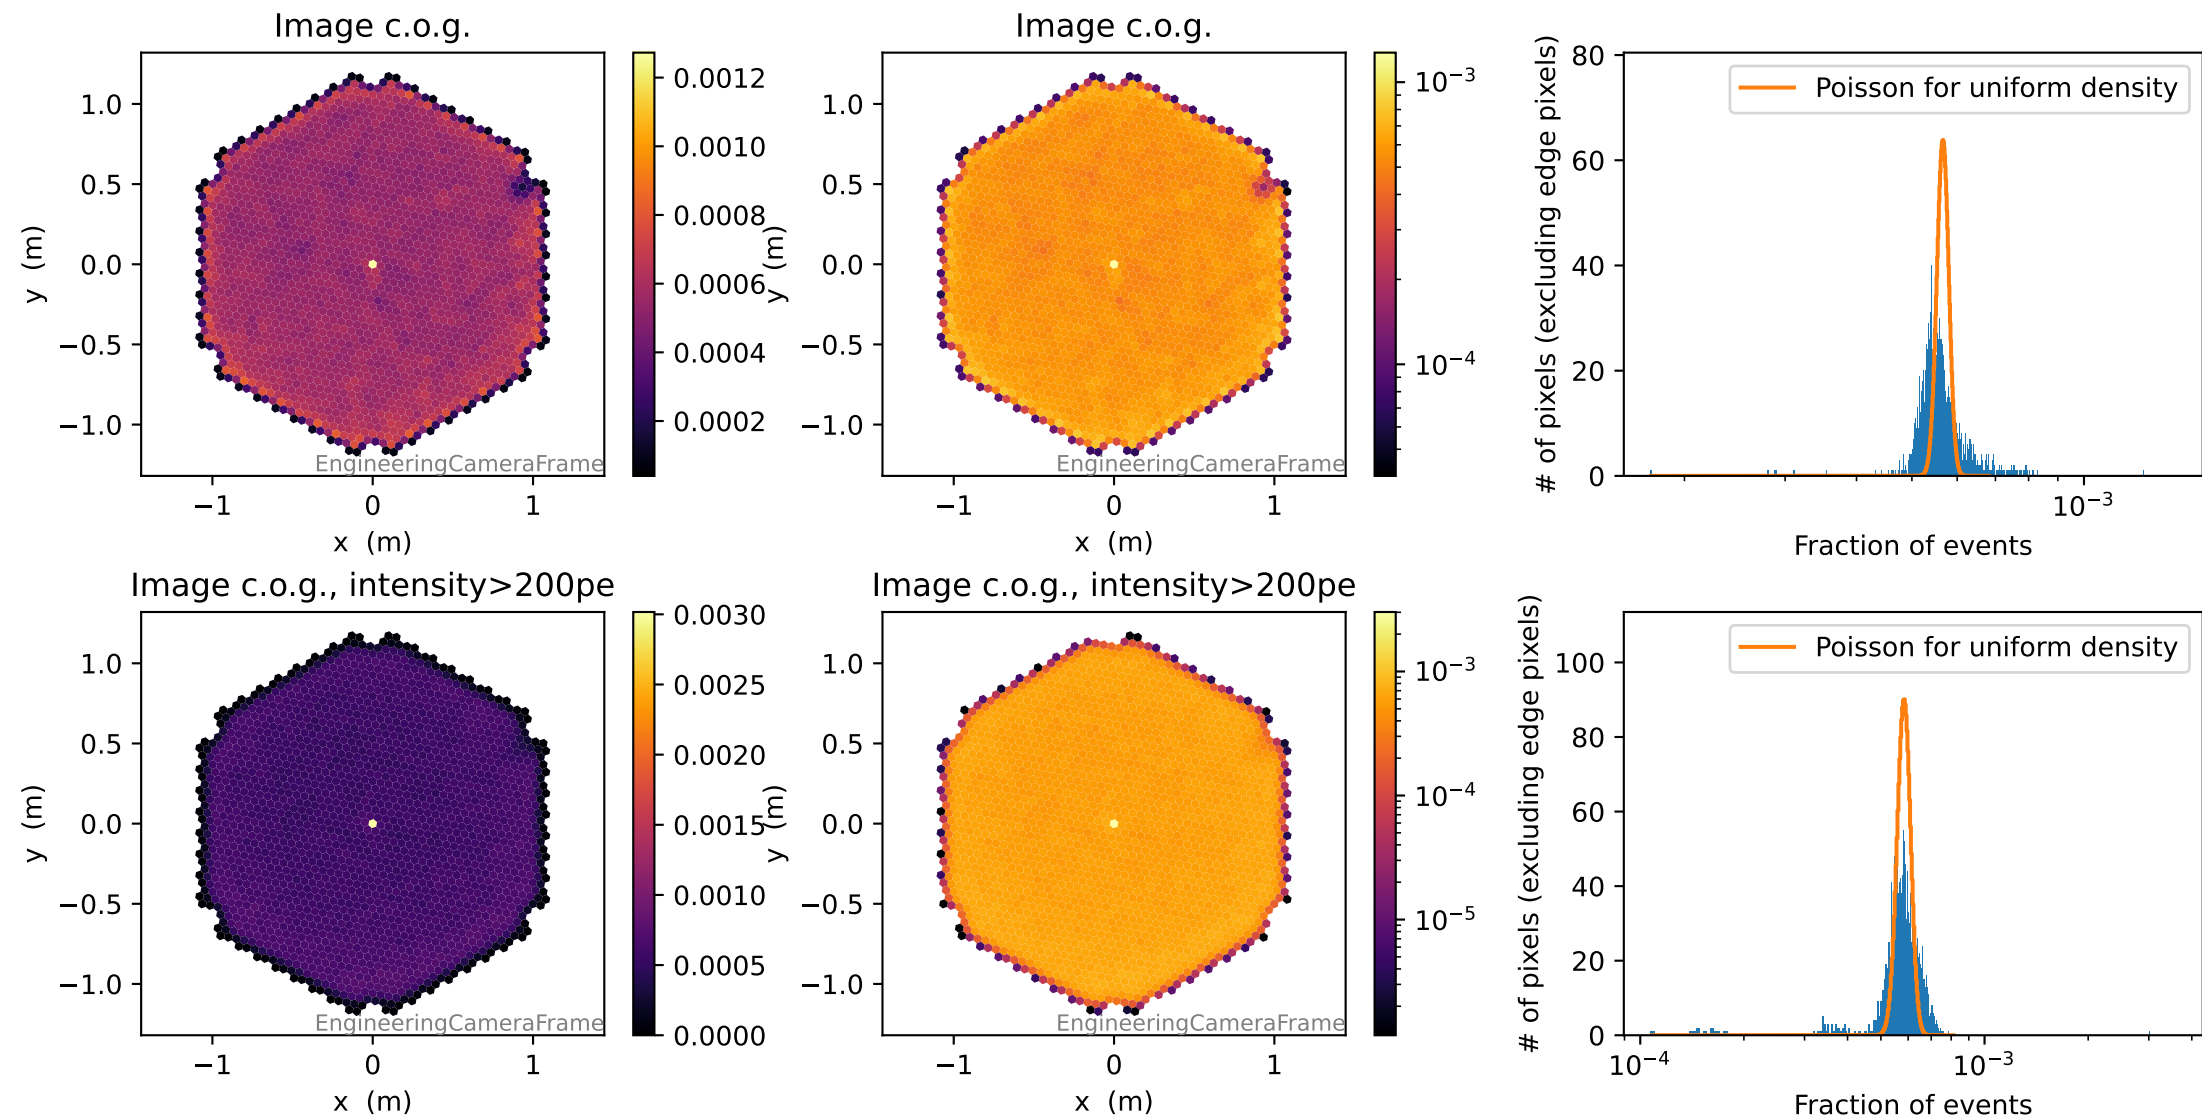 Image c.o.g.
1.0
0.5
0.0
−0.5
−1.0
y (m)
−1
0
1
x (m)
EngineeringCameraFrame
0.0012
0.0010
0.0008
0.0006
0.0004
0.0002
Image c.o.g.
1.0
0.5
0.0
−0.5
−1.0
y (m)
−1
0
1
x (m)
EngineeringCameraFrame
10⁻³
10⁻⁴
# of pixels (excluding edge pixels)
80
60
40
20
0
Poisson for uniform density
10⁻³
Fraction of events
Image c.o.g., intensity>200pe
1.0
0.5
0.0
−0.5
−1.0
y (m)
−1
0
1
x (m)
EngineeringCameraFrame
0.0030
0.0025
0.0020
0.0015
0.0010
0.0005
0.0000
Image c.o.g., intensity>200pe
1.0
0.5
0.0
−0.5
−1.0
y (m)
−1
0
1
x (m)
EngineeringCameraFrame
10⁻³
10⁻⁴
10⁻⁵
# of pixels (excluding edge pixels)
100
80
60
40
20
0
Poisson for uniform density
10⁻⁴
10⁻³
Fraction of events